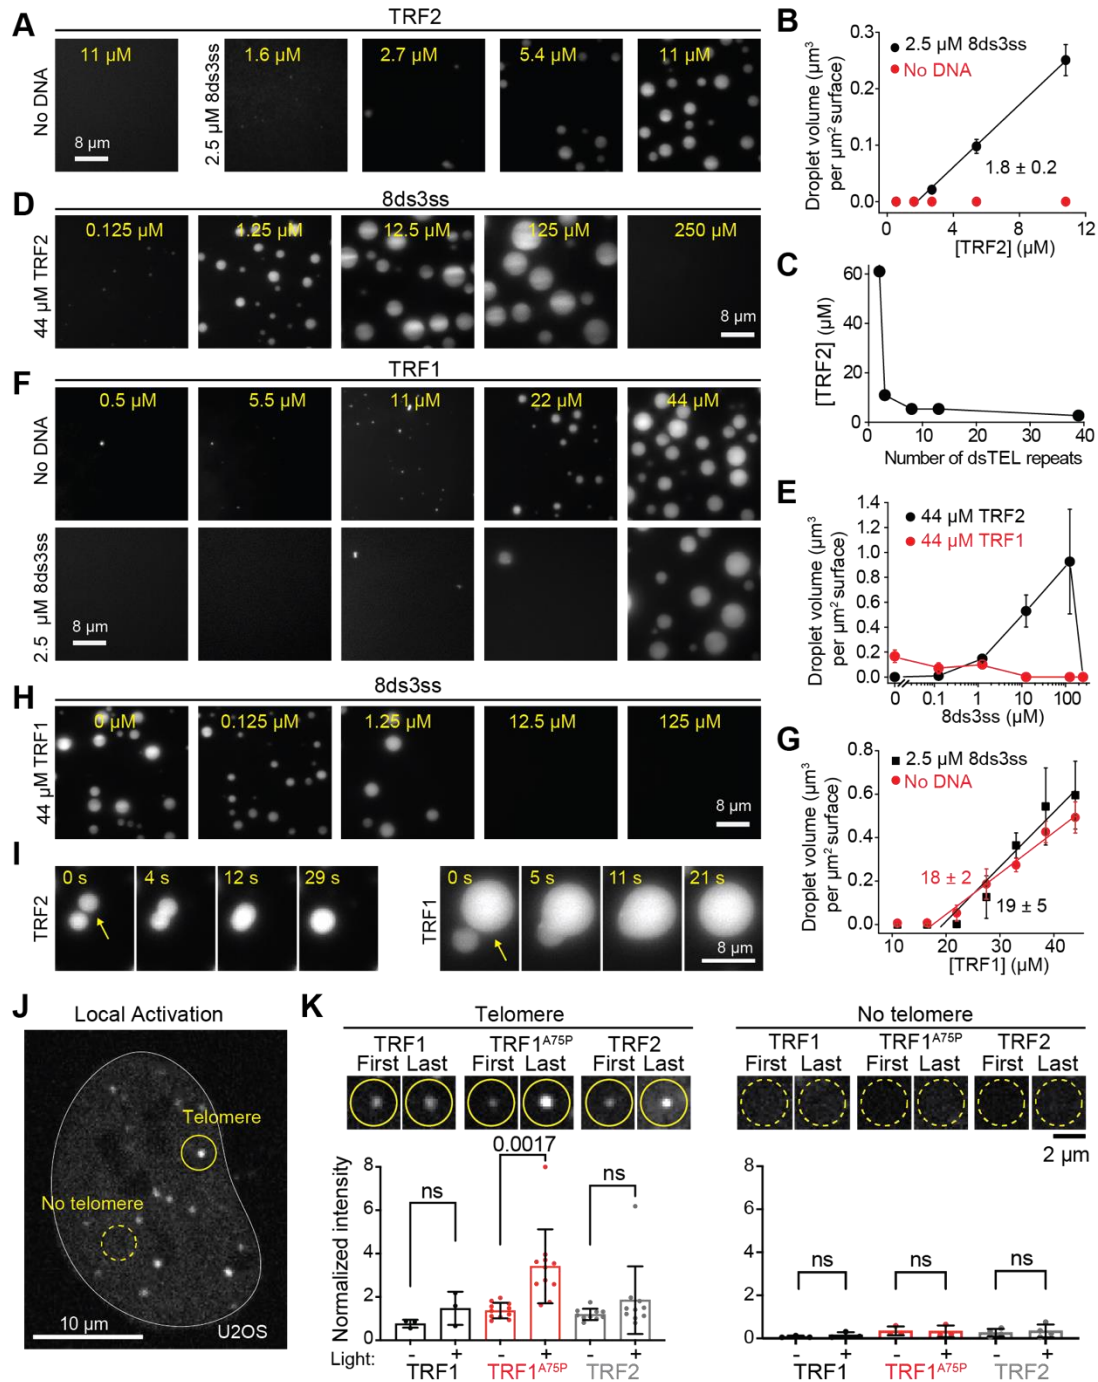 A
TRF2
No DNA
11 µM
8 µm
2.5 µM 8ds3ss
1.6 µM
2.7 µM
5.4 µM
11 µM
B
Droplet volume (µm³
per µm² surface)
0.3
0.2
0.1
0.0
2.5 µM 8ds3ss
No DNA
1.8 ± 0.2
0
4
8
12
[TRF2] (µM)
D
8ds3ss
44 µM TRF2
0.125 µM
1.25 µM
12.5 µM
125 µM
250 µM
8 µm
C
[TRF2] (µM)
60
40
20
0
0
10
20
30
40
Number of dsTEL repeats
F
TRF1
No DNA
0.5 µM
5.5 µM
11 µM
22 µM
44 µM
2.5 µM 8ds3ss
8 µm
E
Droplet volume (µm³
per µm² surface)
1.4
1.2
1.0
0.8
0.6
0.4
0.2
0.0
44 µM TRF2
44 µM TRF1
0
0.1
1
10
100
8ds3ss (µM)
H
8ds3ss
44 µM TRF1
0 µM
0.125 µM
1.25 µM
12.5 µM
125 µM
8 µm
G
Droplet volume (µm³
per µm² surface)
0.8
0.6
0.4
0.2
0.0
2.5 µM 8ds3ss
No DNA
18 ± 2
19 ± 5
10
20
30
40
[TRF1] (µM)
I
TRF2
0 s
4 s
12 s
29 s
TRF1
0 s
5 s
11 s
21 s
8 µm
J
Local Activation
Telomere
No telomere
10 µm
U2OS
K
Telomere
TRF1
TRF1ᴬ⁷⁵ᴾ
TRF2
First Last
First Last
First Last
Normalized intensity
8
6
4
2
0
ns
0.0017
ns
Light:
- + - + - +
TRF1
TRF1ᴬ⁷⁵ᴾ
TRF2
No telomere
TRF1
TRF1ᴬ⁷⁵ᴾ
TRF2
First Last
First Last
First Last
2 µm
8
6
4
2
0
ns
ns
ns
- + - + - +
TRF1
TRF1ᴬ⁷⁵ᴾ
TRF2